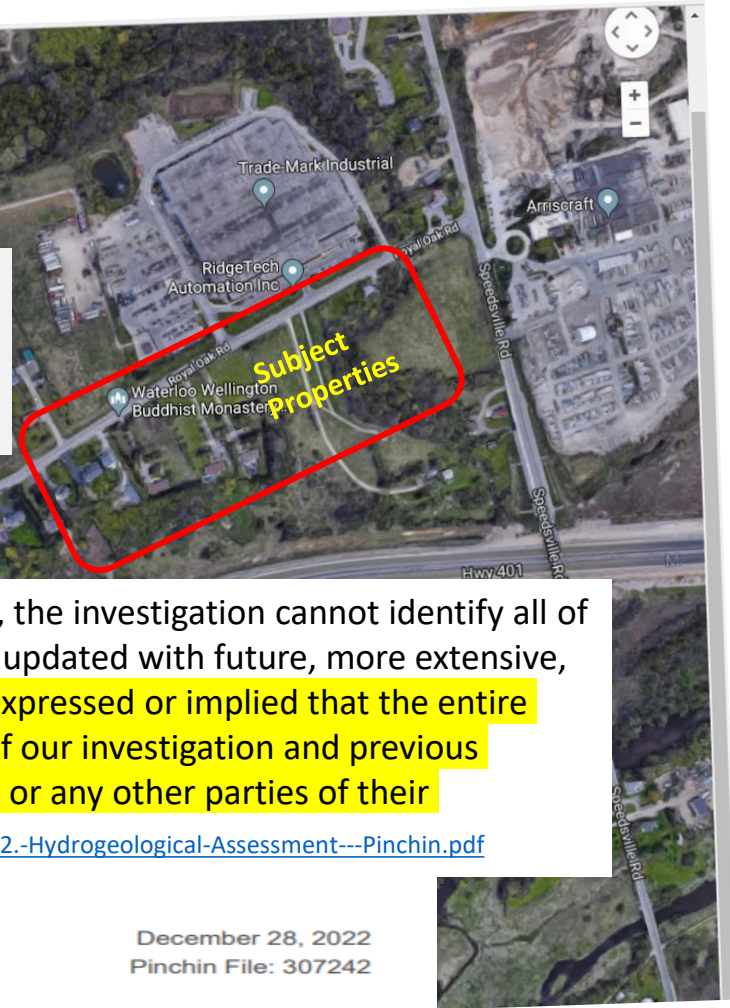 +
−
Trade-Mark Industrial
Arriscraft
RidgeTech
Automation Inc
Royal Oak Rd
Speedsville Rd
Royal Oak Rd
Subject
Properties
Waterloo Wellington
Buddhist Monastery...
Speedsville Rd
Hwy 401
, the investigation cannot identify all of
updated with future, more extensive,
xpressed or implied that the entire
f our investigation and previous
or any other parties of their
2.-Hydrogeological-Assessment---Pinchin.pdf
Speedsville Rd
December 28, 2022
Pinchin File: 307242